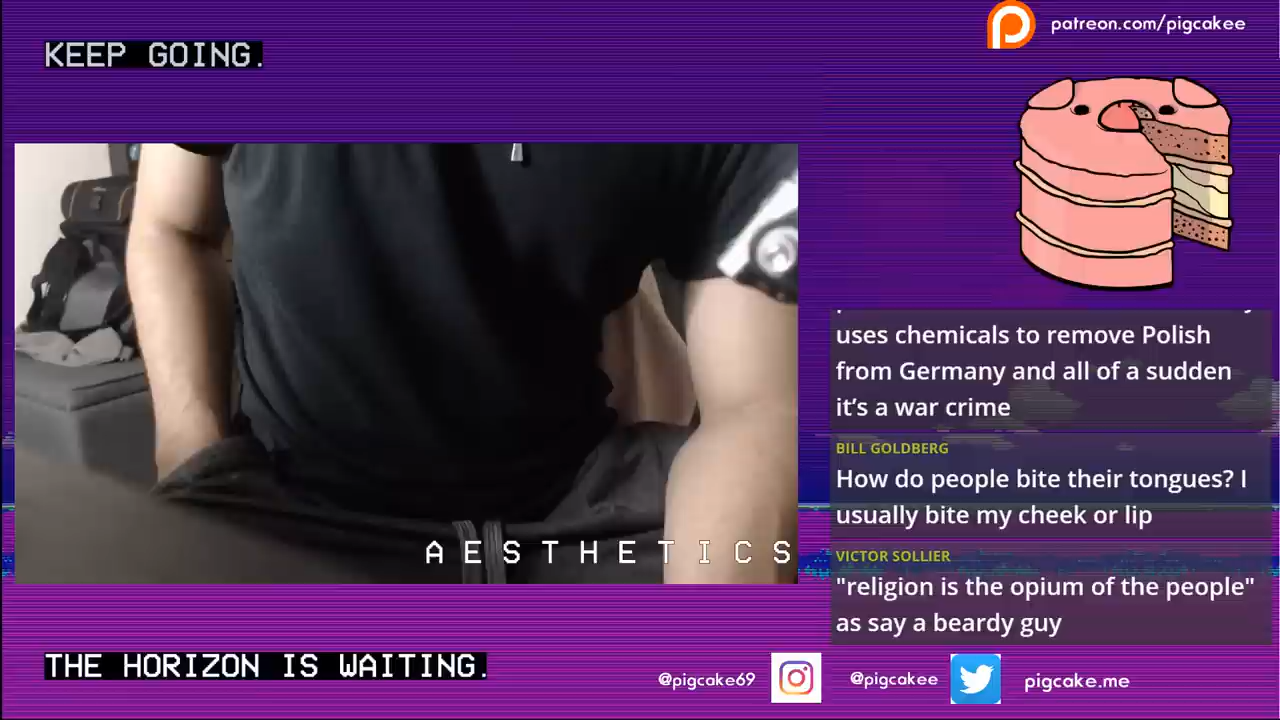 KEEP GOING.
patreon.com/pigcakee
uses chemicals to remove Polish
from Germany and all of a sudden
it's a war crime
BILL GOLDBERG
How do people bite their tongues? I
usually bite my cheek or lip
VICTOR SOLLIER
"religion is the opium of the people"
as say a beardy guy
AESTHETICS
THE HORIZON IS WAITING.
@pigcake69
@pigcakee
pigcake.me